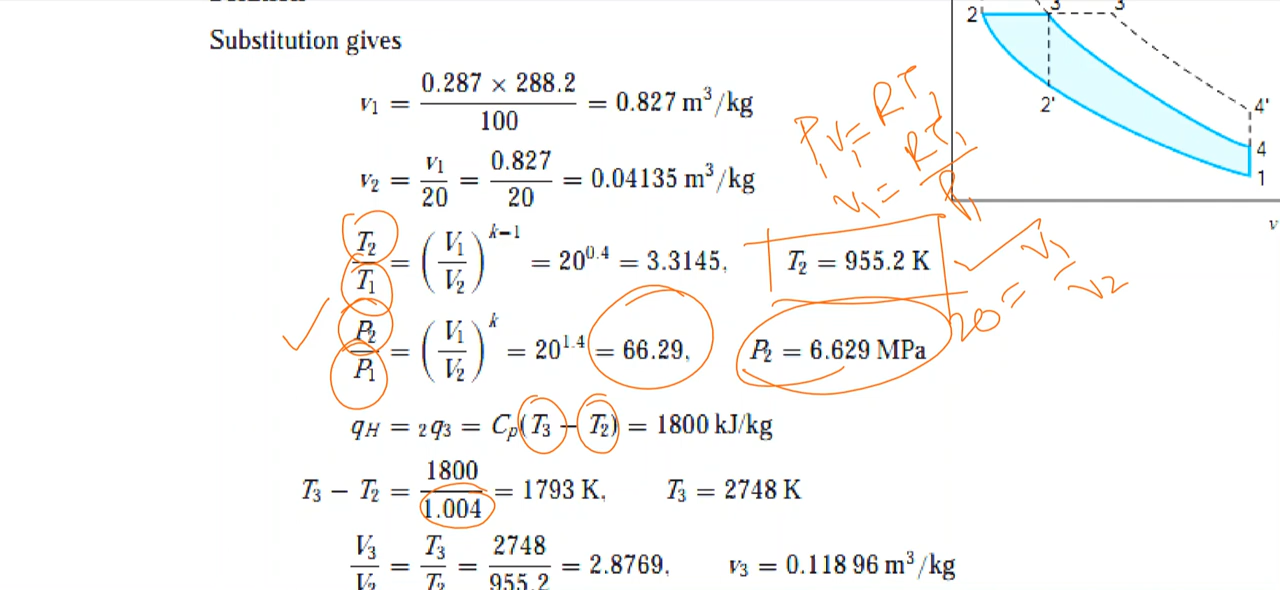 Substitution gives
v₁ = 0.287 × 288.2 / 100 = 0.827 m³/kg
v₂ = v₁ / 20 = 0.827 / 20 = 0.04135 m³/kg
T₂ / T₁ = (V₁ / V₂)^(k−1) = 20^0.4 = 3.3145, T₂ = 955.2 K
P₂ / P₁ = (V₁ / V₂)^k = 20^1.4 = 66.29, P₂ = 6.629 MPa
qH = ₂q₃ = Cp(T₃ − T₂) = 1800 kJ/kg
T₃ − T₂ = 1800 / 1.004 = 1793 K, T₃ = 2748 K
V₃ / V₂ = T₃ / T₂ = 2748 / 955.2 = 2.8769, v₃ = 0.118 96 m³/kg
P₁v₁ = RT₁
v₁ = RT₁ / P₁
20 = v₁ / v₂
2 3 3'
2' 4'
4
1
v